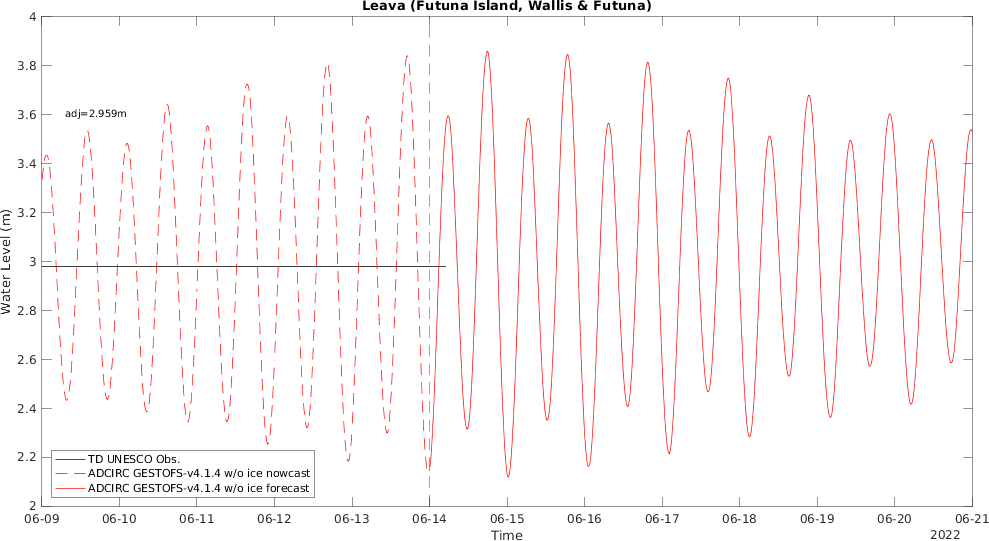 Leava (Futuna Island, Wallis & Futuna)
4
3.8
3.6
3.4
3.2
3
2.8
2.6
2.4
2.2
2
Water Level (m)
adj=2.959m
TD UNESCO Obs.
ADCIRC GESTOFS-v4.1.4 w/o ice nowcast
ADCIRC GESTOFS-v4.1.4 w/o ice forecast
06-09 06-10 06-11 06-12 06-13 06-14 06-15 06-16 06-17 06-18 06-19 06-20 06-21
Time
2022